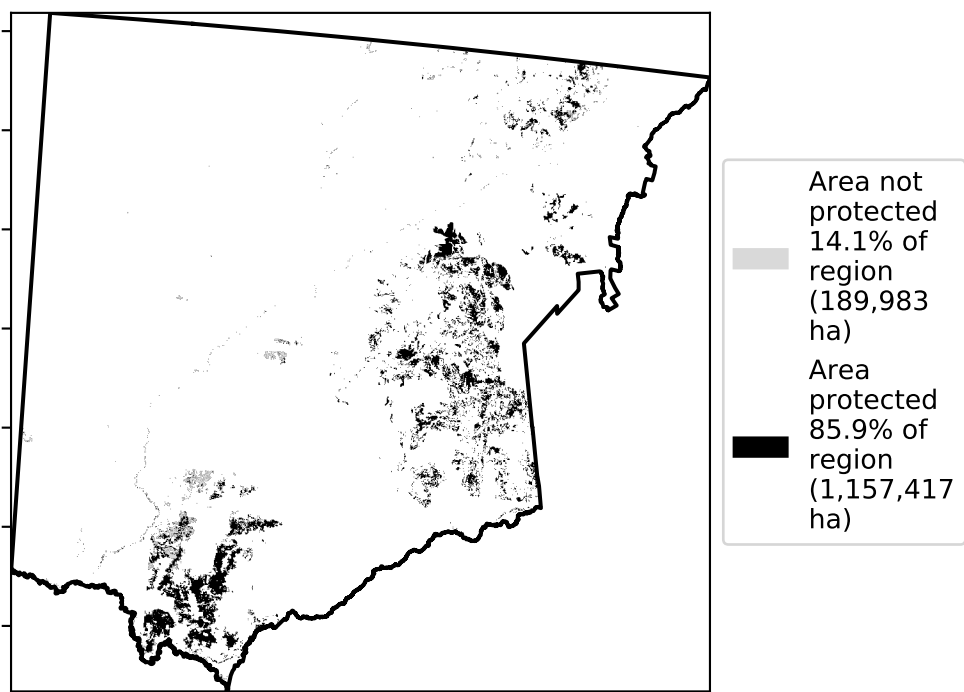 Area not
protected
14.1% of
region
(189,983
ha)
Area
protected
85.9% of
region
(1,157,417
ha)